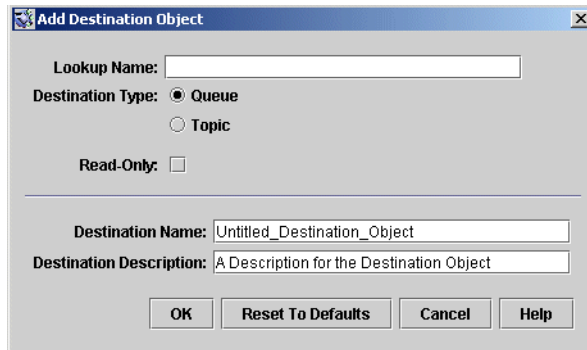 Add Destination Object
Lookup Name:
Destination Type: Queue
Topic
Read-Only:
Destination Name: Untitled_Destination_Object
Destination Description: A Description for the Destination Object
OK Reset To Defaults Cancel Help